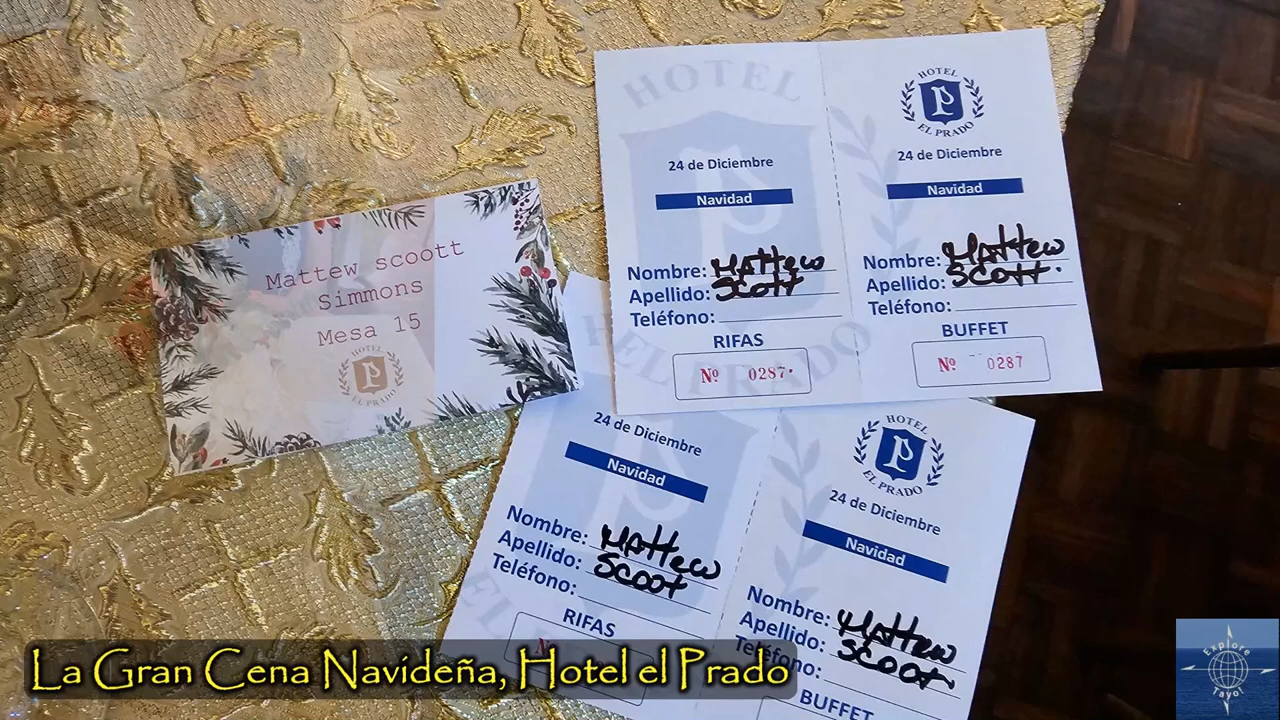 Mattew scoott
Simmons
Mesa 15
HOTEL
P
EL PRADO
HOTEL
24 de Diciembre
Navidad
Nombre: Mattew
Apellido: Scott
Teléfono:
RIFAS
Nº 0287
EL PRADO
HOTEL
P
EL PRADO
24 de Diciembre
Navidad
Nombre: Mattew
Apellido: Scott.
Teléfono:
BUFFET
Nº 0287
24 de Diciembre
Navidad
Nombre: Mattew
Apellido: Scoot
Teléfono:
RIFAS
HOTEL
P
EL PRADO
24 de Diciembre
Navidad
Nombre: Mattew
Apellido: Scoot
Teléfono:
BUFFET
La Gran Cena Navideña, Hotel el Prado
Explore
Tayo!